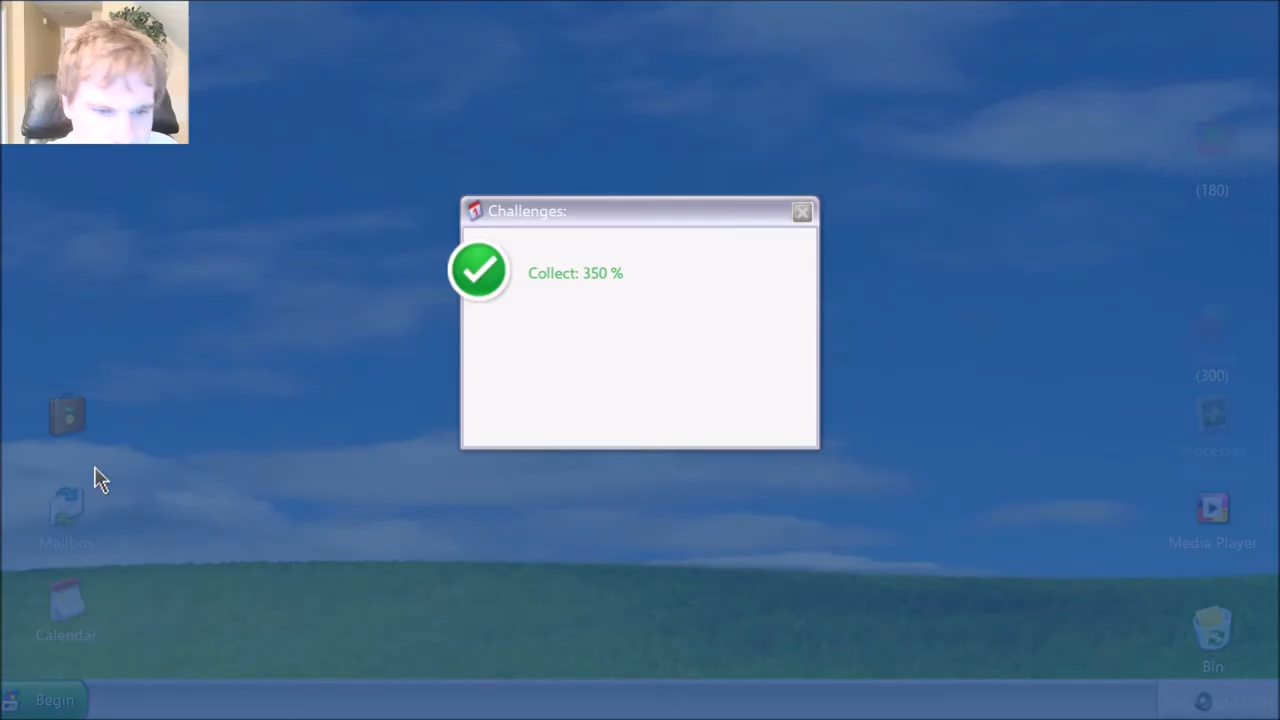 Challenges:
Collect: 350 %
(180)
(300)
Processes
Mailbox
Media Player
Calendar
Bin
Begin